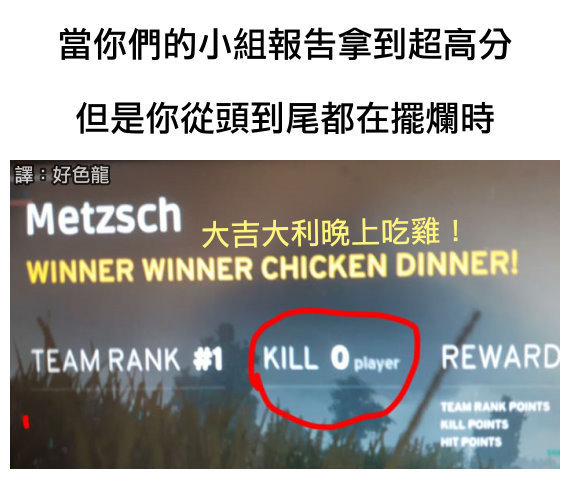 當你們的小組報告拿到超高分
但是你從頭到尾都在擺爛時
譯：好色龍
Metzsch
大吉大利晚上吃雞！
WINNER WINNER CHICKEN DINNER!
TEAM RANK #1
KILL 0 player
REWARD
TEAM RANK POINTS
KILL POINTS
HIT POINTS